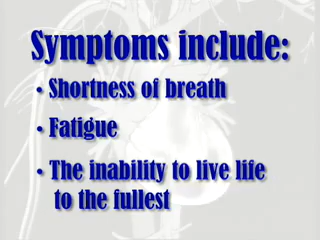 Symptoms include:
• Shortness of breath
• Fatigue
• The inability to live life
to the fullest